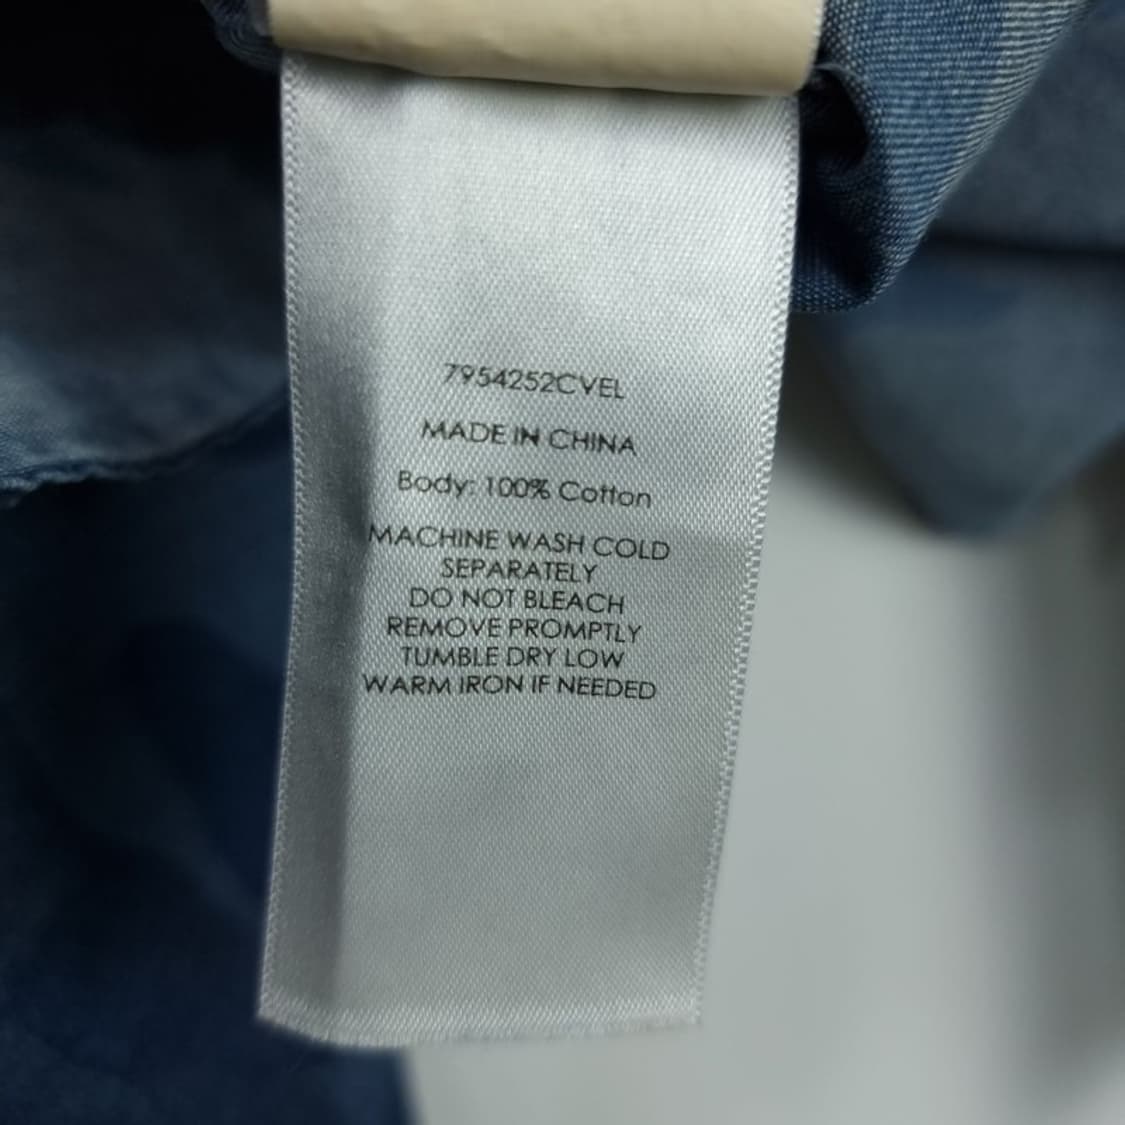 7954252CVEL
MADE IN CHINA
Body: 100% Cotton
MACHINE WASH COLD
SEPARATELY
DO NOT BLEACH
REMOVE PROMPTLY
TUMBLE DRY LOW
WARM IRON IF NEEDED